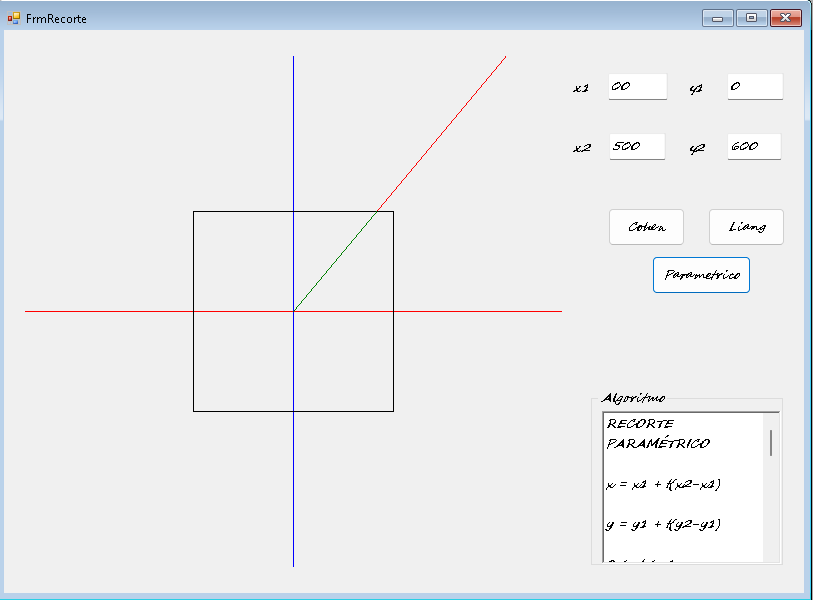 FrmRecorte
x1 00 y1 0
x2 500 y2 600
Cohen Liang
Parametrico
Algoritmo
RECORTE
PARAMÉTRICO
x = x1 + t(x2-x1)
y = y1 + t(y2-y1)